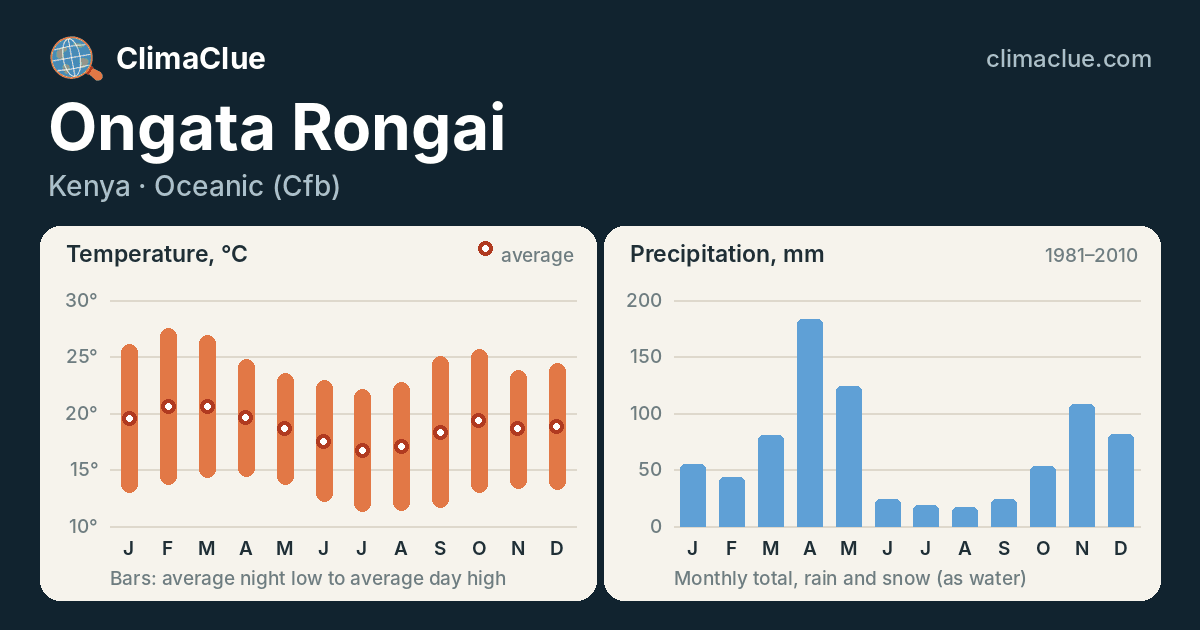 ClimaClue
climaclue.com
Ongata Rongai
Kenya · Oceanic (Cfb)
Temperature, °C
average
30°
25°
20°
15°
10°
J F M A M J J A S O N D
Bars: average night low to average day high
Precipitation, mm
1981–2010
200
150
100
50
0
J F M A M J J A S O N D
Monthly total, rain and snow (as water)